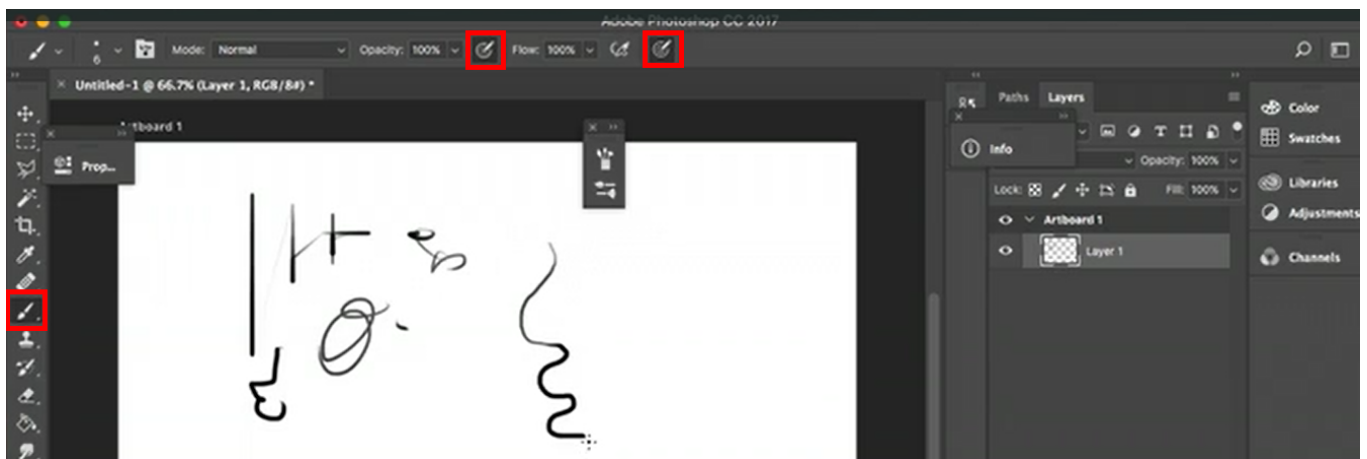 Adobe Photoshop CC 2017
6 Mode: Normal Opacity: 100% Flow: 100%
Untitled-1 @ 66.7% (Layer 1, RGB/8#) *
Artboard 1
Prop...
Paths Layers
Info
Opacity: 100%
Lock: Fill: 100%
Artboard 1
Layer 1
Color
Swatches
Libraries
Adjustments
Channels